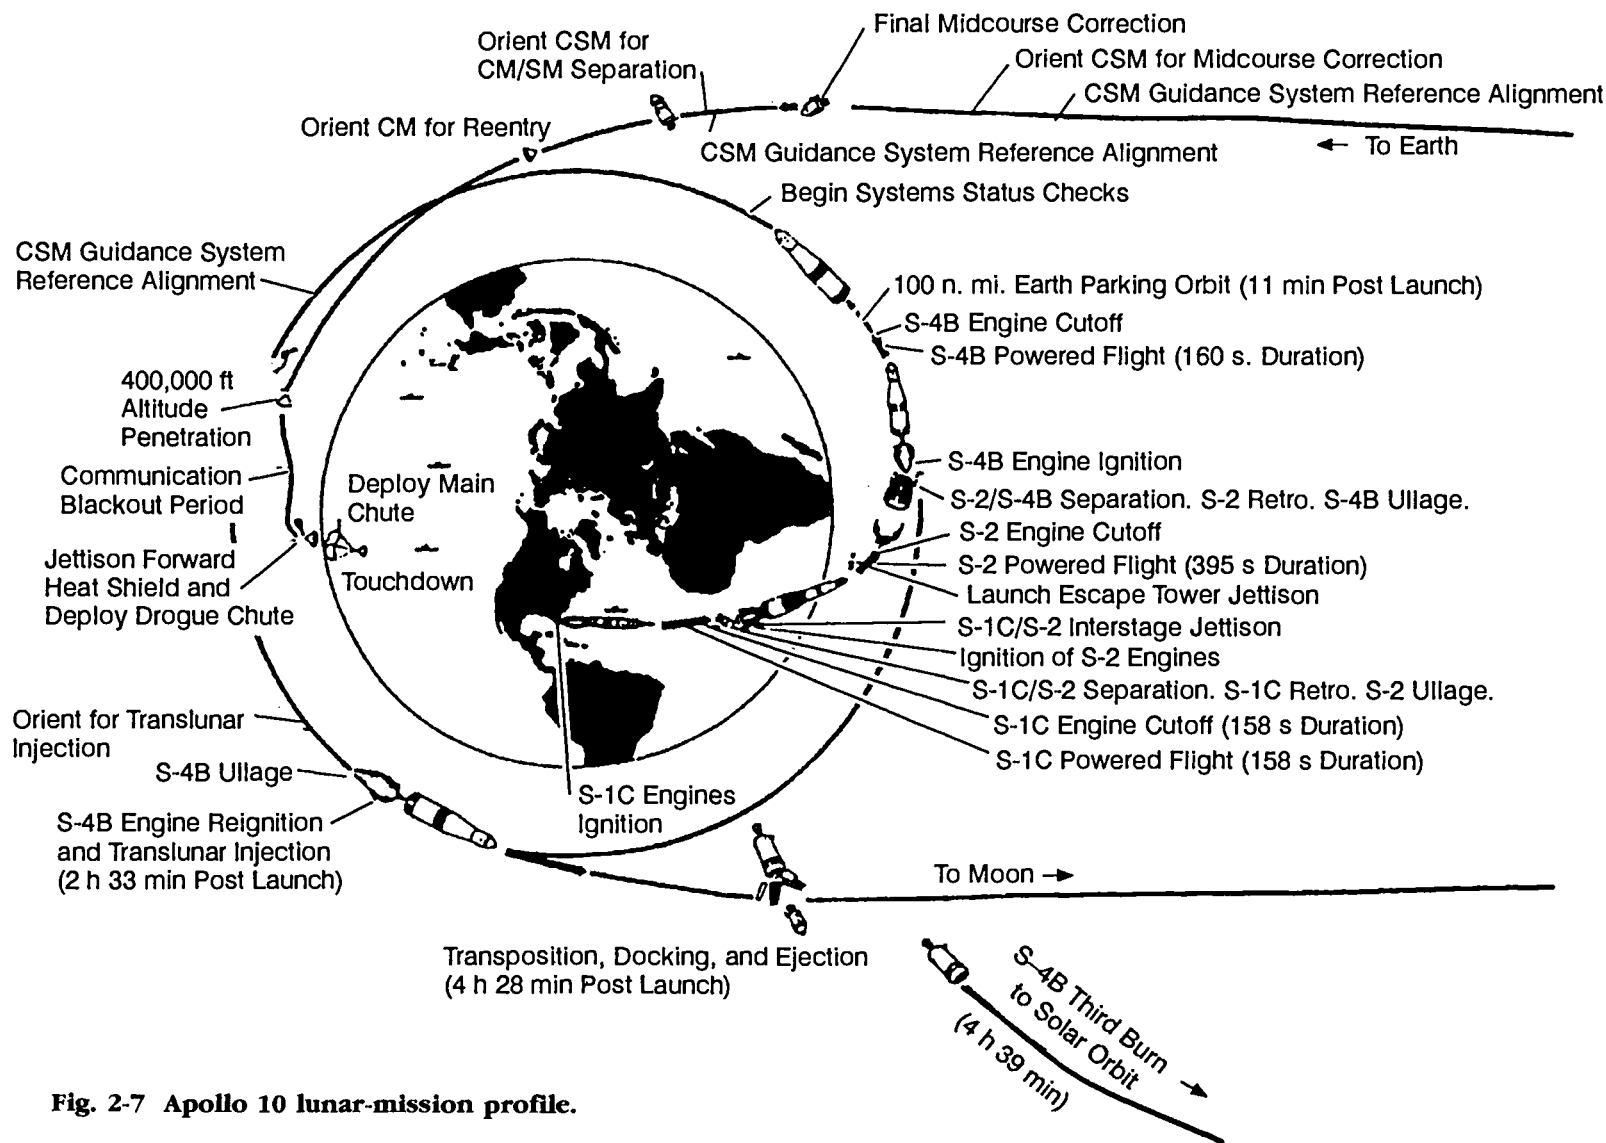 Final Midcourse Correction
Orient CSM for
CM/SM Separation
Orient CSM for Midcourse Correction
CSM Guidance System Reference Alignment
Orient CM for Reentry
CSM Guidance System Reference Alignment
← To Earth
Begin Systems Status Checks
CSM Guidance System
Reference Alignment
100 n. mi. Earth Parking Orbit (11 min Post Launch)
S-4B Engine Cutoff
S-4B Powered Flight (160 s. Duration)
400,000 ft
Altitude
Penetration
S-4B Engine Ignition
Communication
Blackout Period
Deploy Main
Chute
S-2/S-4B Separation. S-2 Retro. S-4B Ullage.
S-2 Engine Cutoff
Jettison Forward
Heat Shield and
Deploy Drogue Chute
Touchdown
S-2 Powered Flight (395 s Duration)
Launch Escape Tower Jettison
S-1C/S-2 Interstage Jettison
Ignition of S-2 Engines
S-1C/S-2 Separation. S-1C Retro. S-2 Ullage.
S-1C Engine Cutoff (158 s Duration)
S-1C Powered Flight (158 s Duration)
Orient for Translunar
Injection
S-4B Ullage
S-1C Engines
Ignition
S-4B Engine Reignition
and Translunar Injection
(2 h 33 min Post Launch)
To Moon →
Transposition, Docking, and Ejection
(4 h 28 min Post Launch)
S-4B Third Burn
to Solar Orbit →
(4 h 39 min)
Fig. 2-7 Apollo 10 lunar-mission profile.